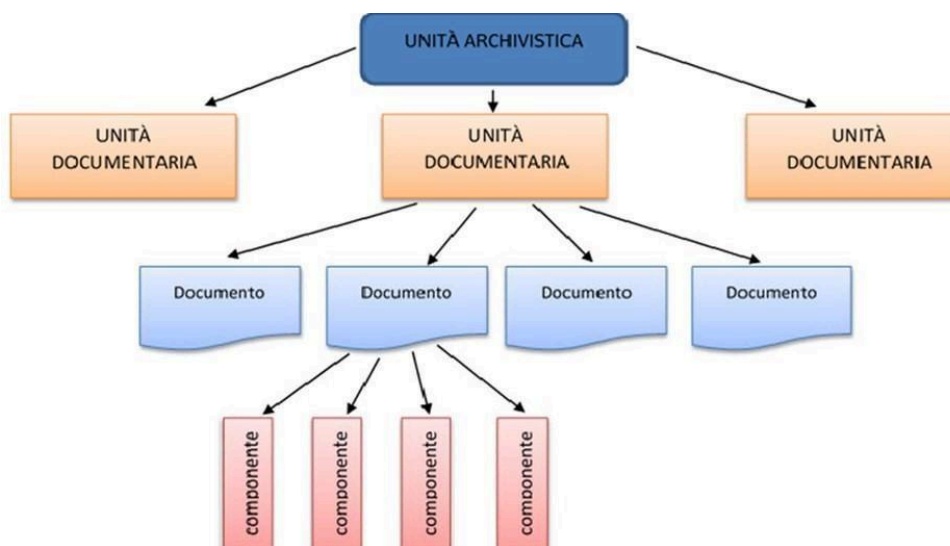 UNITÀ ARCHIVISTICA
UNITÀ
DOCUMENTARIA
UNITÀ
DOCUMENTARIA
UNITÀ
DOCUMENTARIA
Documento
Documento
Documento
Documento
componente
componente
componente
componente